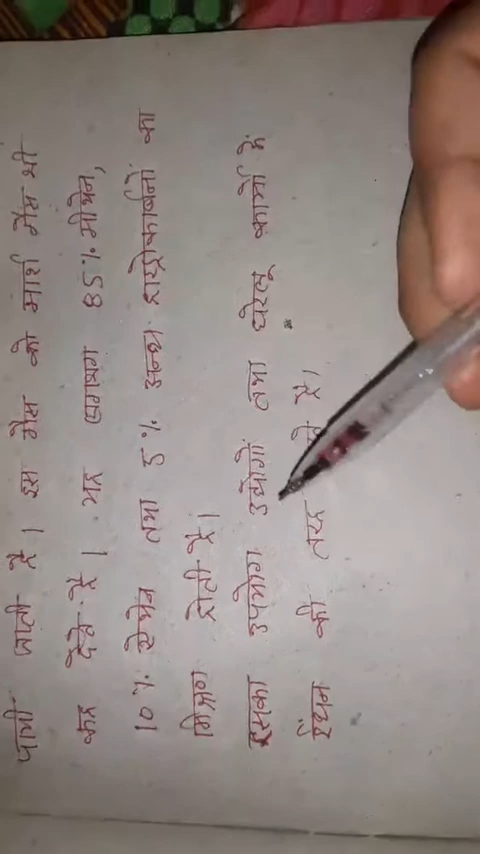 पायी जाती है। इस गैस को मार्श गैस भी
कह देते है। यह लगभग 85% मीथेन,
10% ऐथेन तथा 5% अन्य हाइड्रोकार्बनों का
मिश्रण होती है।
इसका उपयोग उद्योगों तथा घरेलू कार्यों में
ईंधन की तरह है।